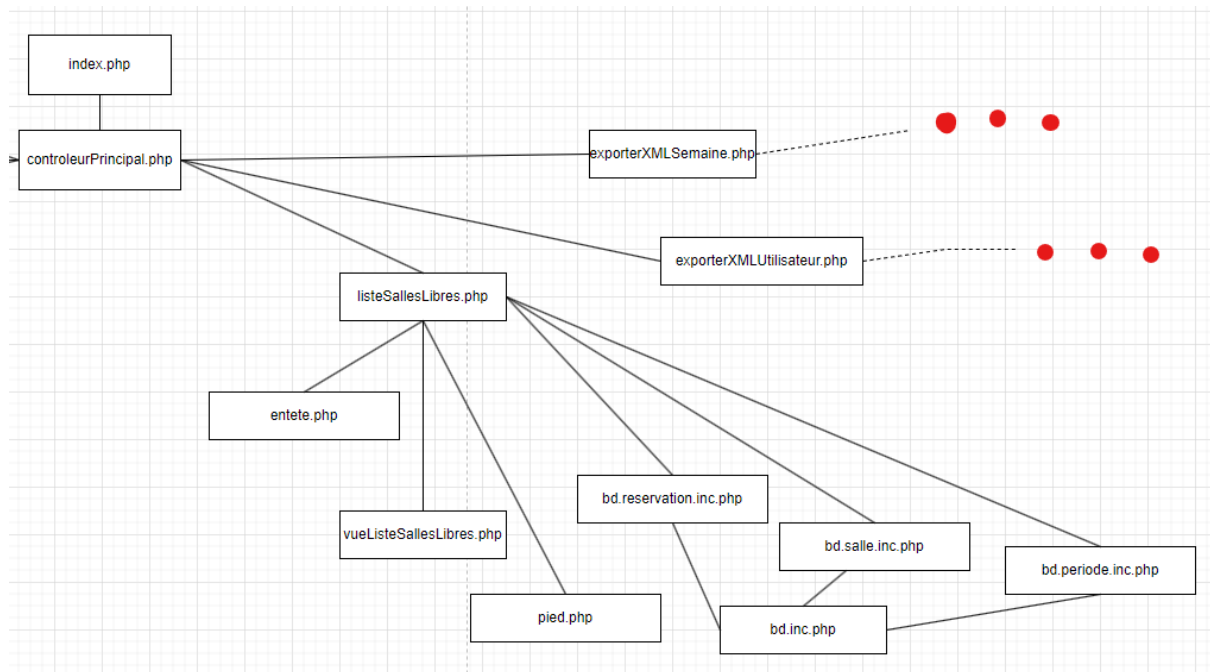 index.php
controleurPrincipal.php
exporterXMLSemaine.php
exporterXMLUtilisateur.php
listeSallesLibres.php
entete.php
bd.reservation.inc.php
vueListeSallesLibres.php
bd.salle.inc.php
bd.periode.inc.php
pied.php
bd.inc.php